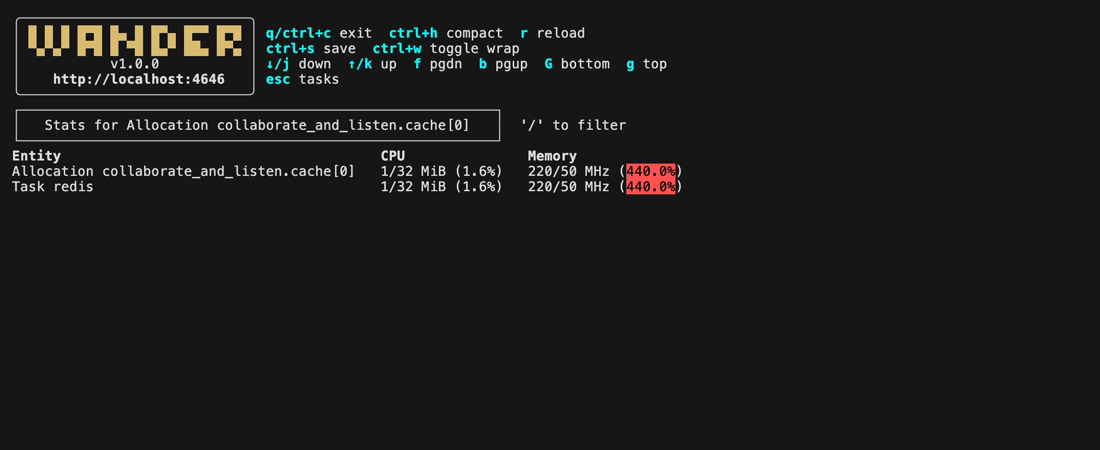 WANDER
v1.0.0
http://localhost:4646
q/ctrl+c exit  ctrl+h compact  r reload
ctrl+s save  ctrl+w toggle wrap
↓/j down  ↑/k up  f pgdn  b pgup  G bottom  g top
esc tasks
Stats for Allocation collaborate_and_listen.cache[0]  '/' to filter
Entity  CPU  Memory
Allocation collaborate_and_listen.cache[0]  1/32 MiB (1.6%)  220/50 MHz (440.0%)
Task redis  1/32 MiB (1.6%)  220/50 MHz (440.0%)